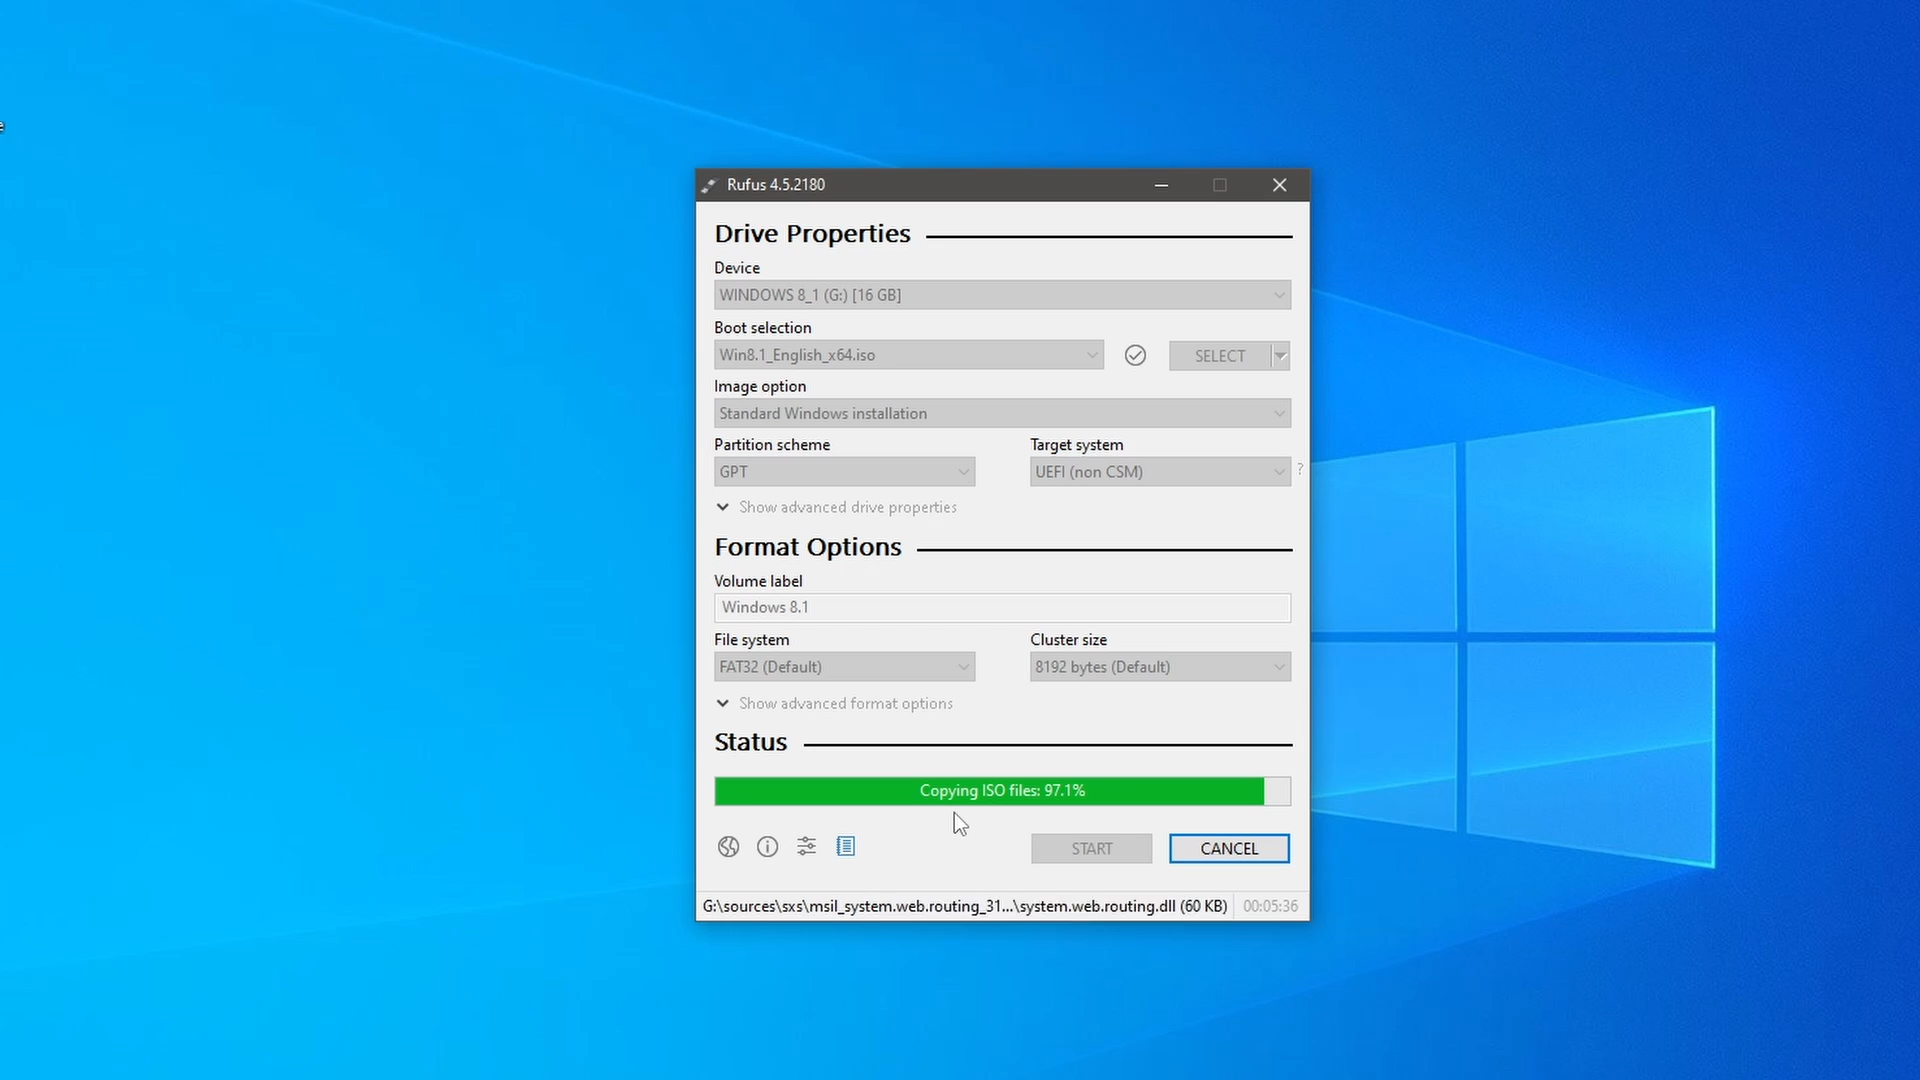 e
Rufus 4.5.2180
Drive Properties
Device
WINDOWS 8_1 (G:) [16 GB]
Boot selection
Win8.1_English_x64.iso
SELECT
Image option
Standard Windows installation
Partition scheme
Target system
GPT
UEFI (non CSM)
?
Show advanced drive properties
Format Options
Volume label
Windows 8.1
File system
Cluster size
FAT32 (Default)
8192 bytes (Default)
Show advanced format options
Status
Copying ISO files: 97.1%
START
CANCEL
G:\sources\sxs\msil_system.web.routing_31...\system.web.routing.dll (60 KB)
00:05:36